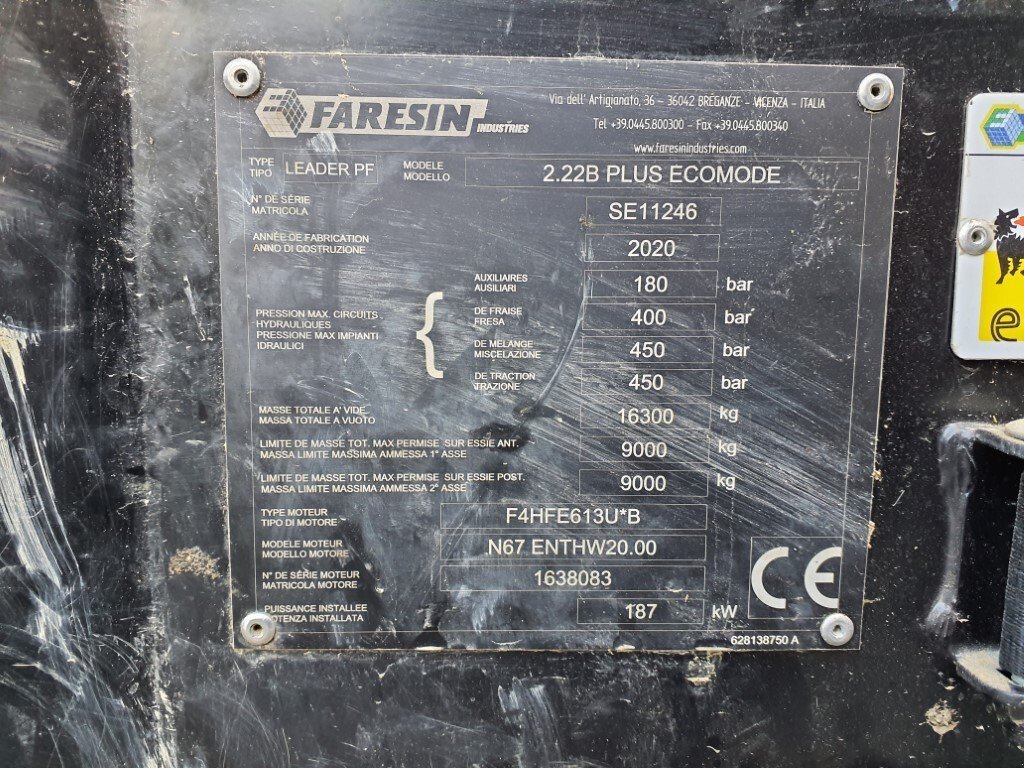 FARESIN INDUSTRIES
Via dell' Artigianato, 36 - 36042 BREGANZE - VICENZA - ITALIA
Tel +39.0445.800300 - Fax +39.0445.800340
www.faresinindustries.com
TYPE
TIPO
LEADER PF
MODELE
MODELLO
2.22B PLUS ECOMODE
N° DE SÉRIE
MATRICOLA
SE11246
ANNÉE DE FABRICATION
ANNO DI COSTRUZIONE
2020
PRESSION MAX. CIRCUITS
HYDRAULIQUES
PRESSIONE MAX IMPIANTI
IDRAULICI
{
AUXILIAIRES
AUSILIARI
180 bar
DE FRAISE
FRESA
400 bar
DE MÉLANGE
MISCELAZIONE
450 bar
DE TRACTION
TRAZIONE
450 bar
MASSE TOTALE A' VIDE
MASSA TOTALE A VUOTO
16300 kg
LIMITE DE MASSE TOT. MAX PERMISE SUR ESSIE ANT.
MASSA LIMITE MASSIMA AMMESSA 1° ASSE
9000 kg
LIMITE DE MASSE TOT. MAX PERMISE SUR ESSIE POST.
MASSA LIMITE MASSIMA AMMESSA 2° ASSE
9000 kg
TYPE MOTEUR
TIPO DI MOTORE
F4HFE613U*B
MODELE MOTEUR
MODELLO MOTORE
N67 ENTHW20.00
N° DE SÉRIE MOTEUR
MATRICOLA MOTORE
1638083
PUISSANCE INSTALLEE
POTENZA INSTALLATA
187 kW
CE
628138750 A
e